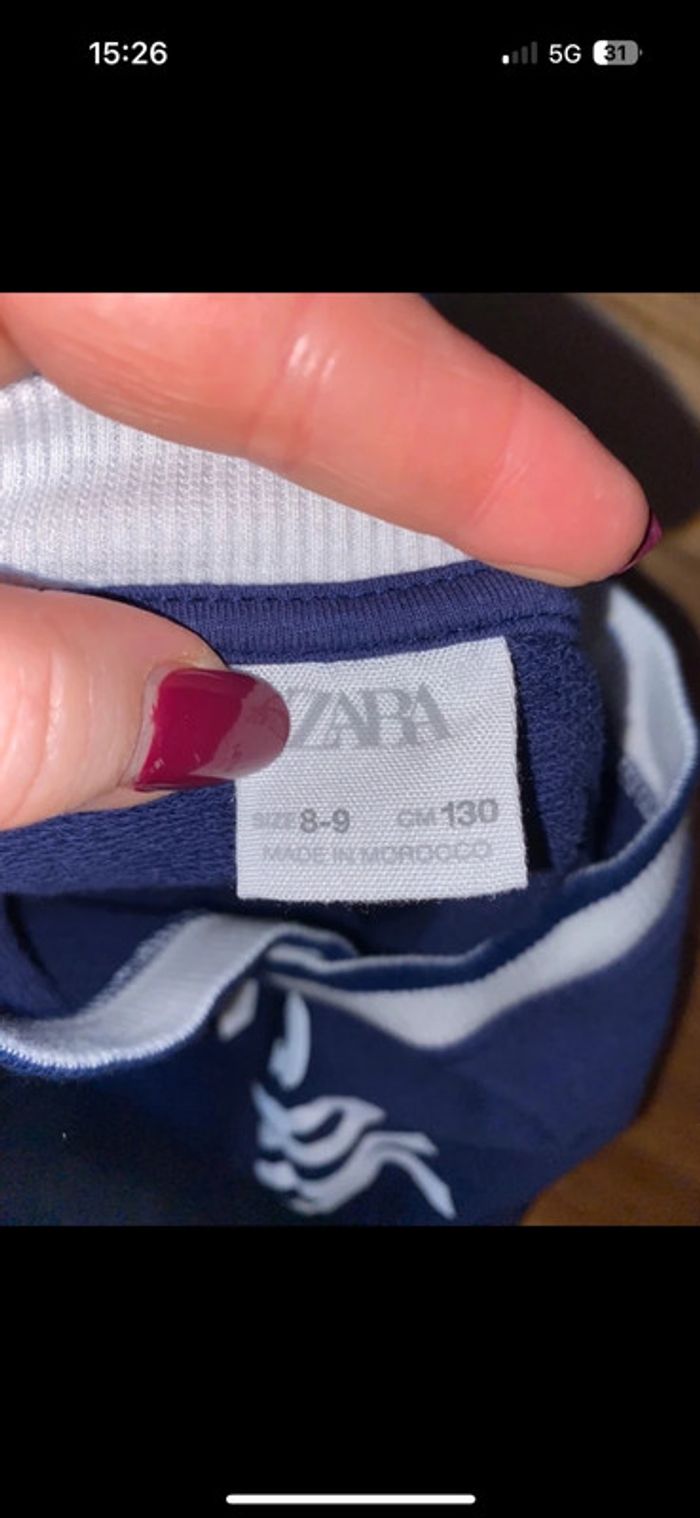 15:26 5G 31
ZARA
SIZE 8-9 CM 130
MADE IN MOROCCO